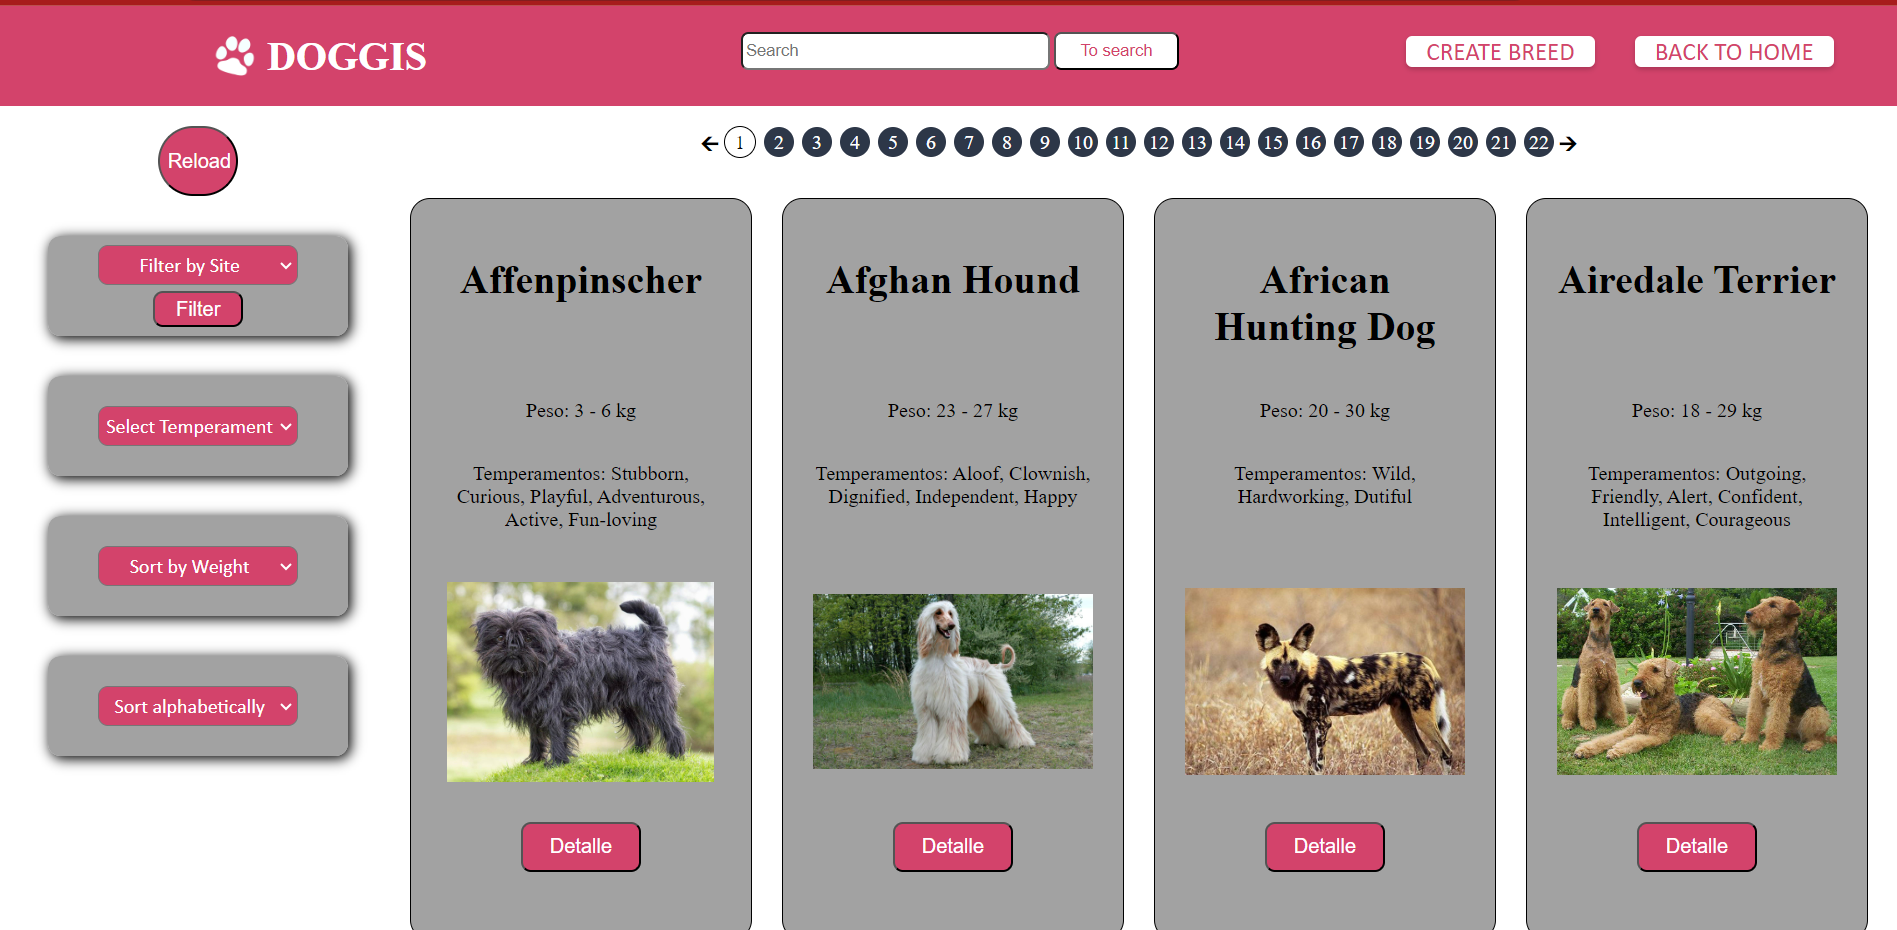 DOGGIS
Search
To search
CREATE BREED
BACK TO HOME
Reload
1 2 3 4 5 6 7 8 9 10 11 12 13 14 15 16 17 18 19 20 21 22
Filter by Site
Filter
Select Temperament
Sort by Weight
Sort alphabetically
Affenpinscher
Peso: 3 - 6 kg
Temperamentos: Stubborn,
Curious, Playful, Adventurous,
Active, Fun-loving
Detalle
Afghan Hound
Peso: 23 - 27 kg
Temperamentos: Aloof, Clownish,
Dignified, Independent, Happy
Detalle
African
Hunting Dog
Peso: 20 - 30 kg
Temperamentos: Wild,
Hardworking, Dutiful
Detalle
Airedale Terrier
Peso: 18 - 29 kg
Temperamentos: Outgoing,
Friendly, Alert, Confident,
Intelligent, Courageous
Detalle